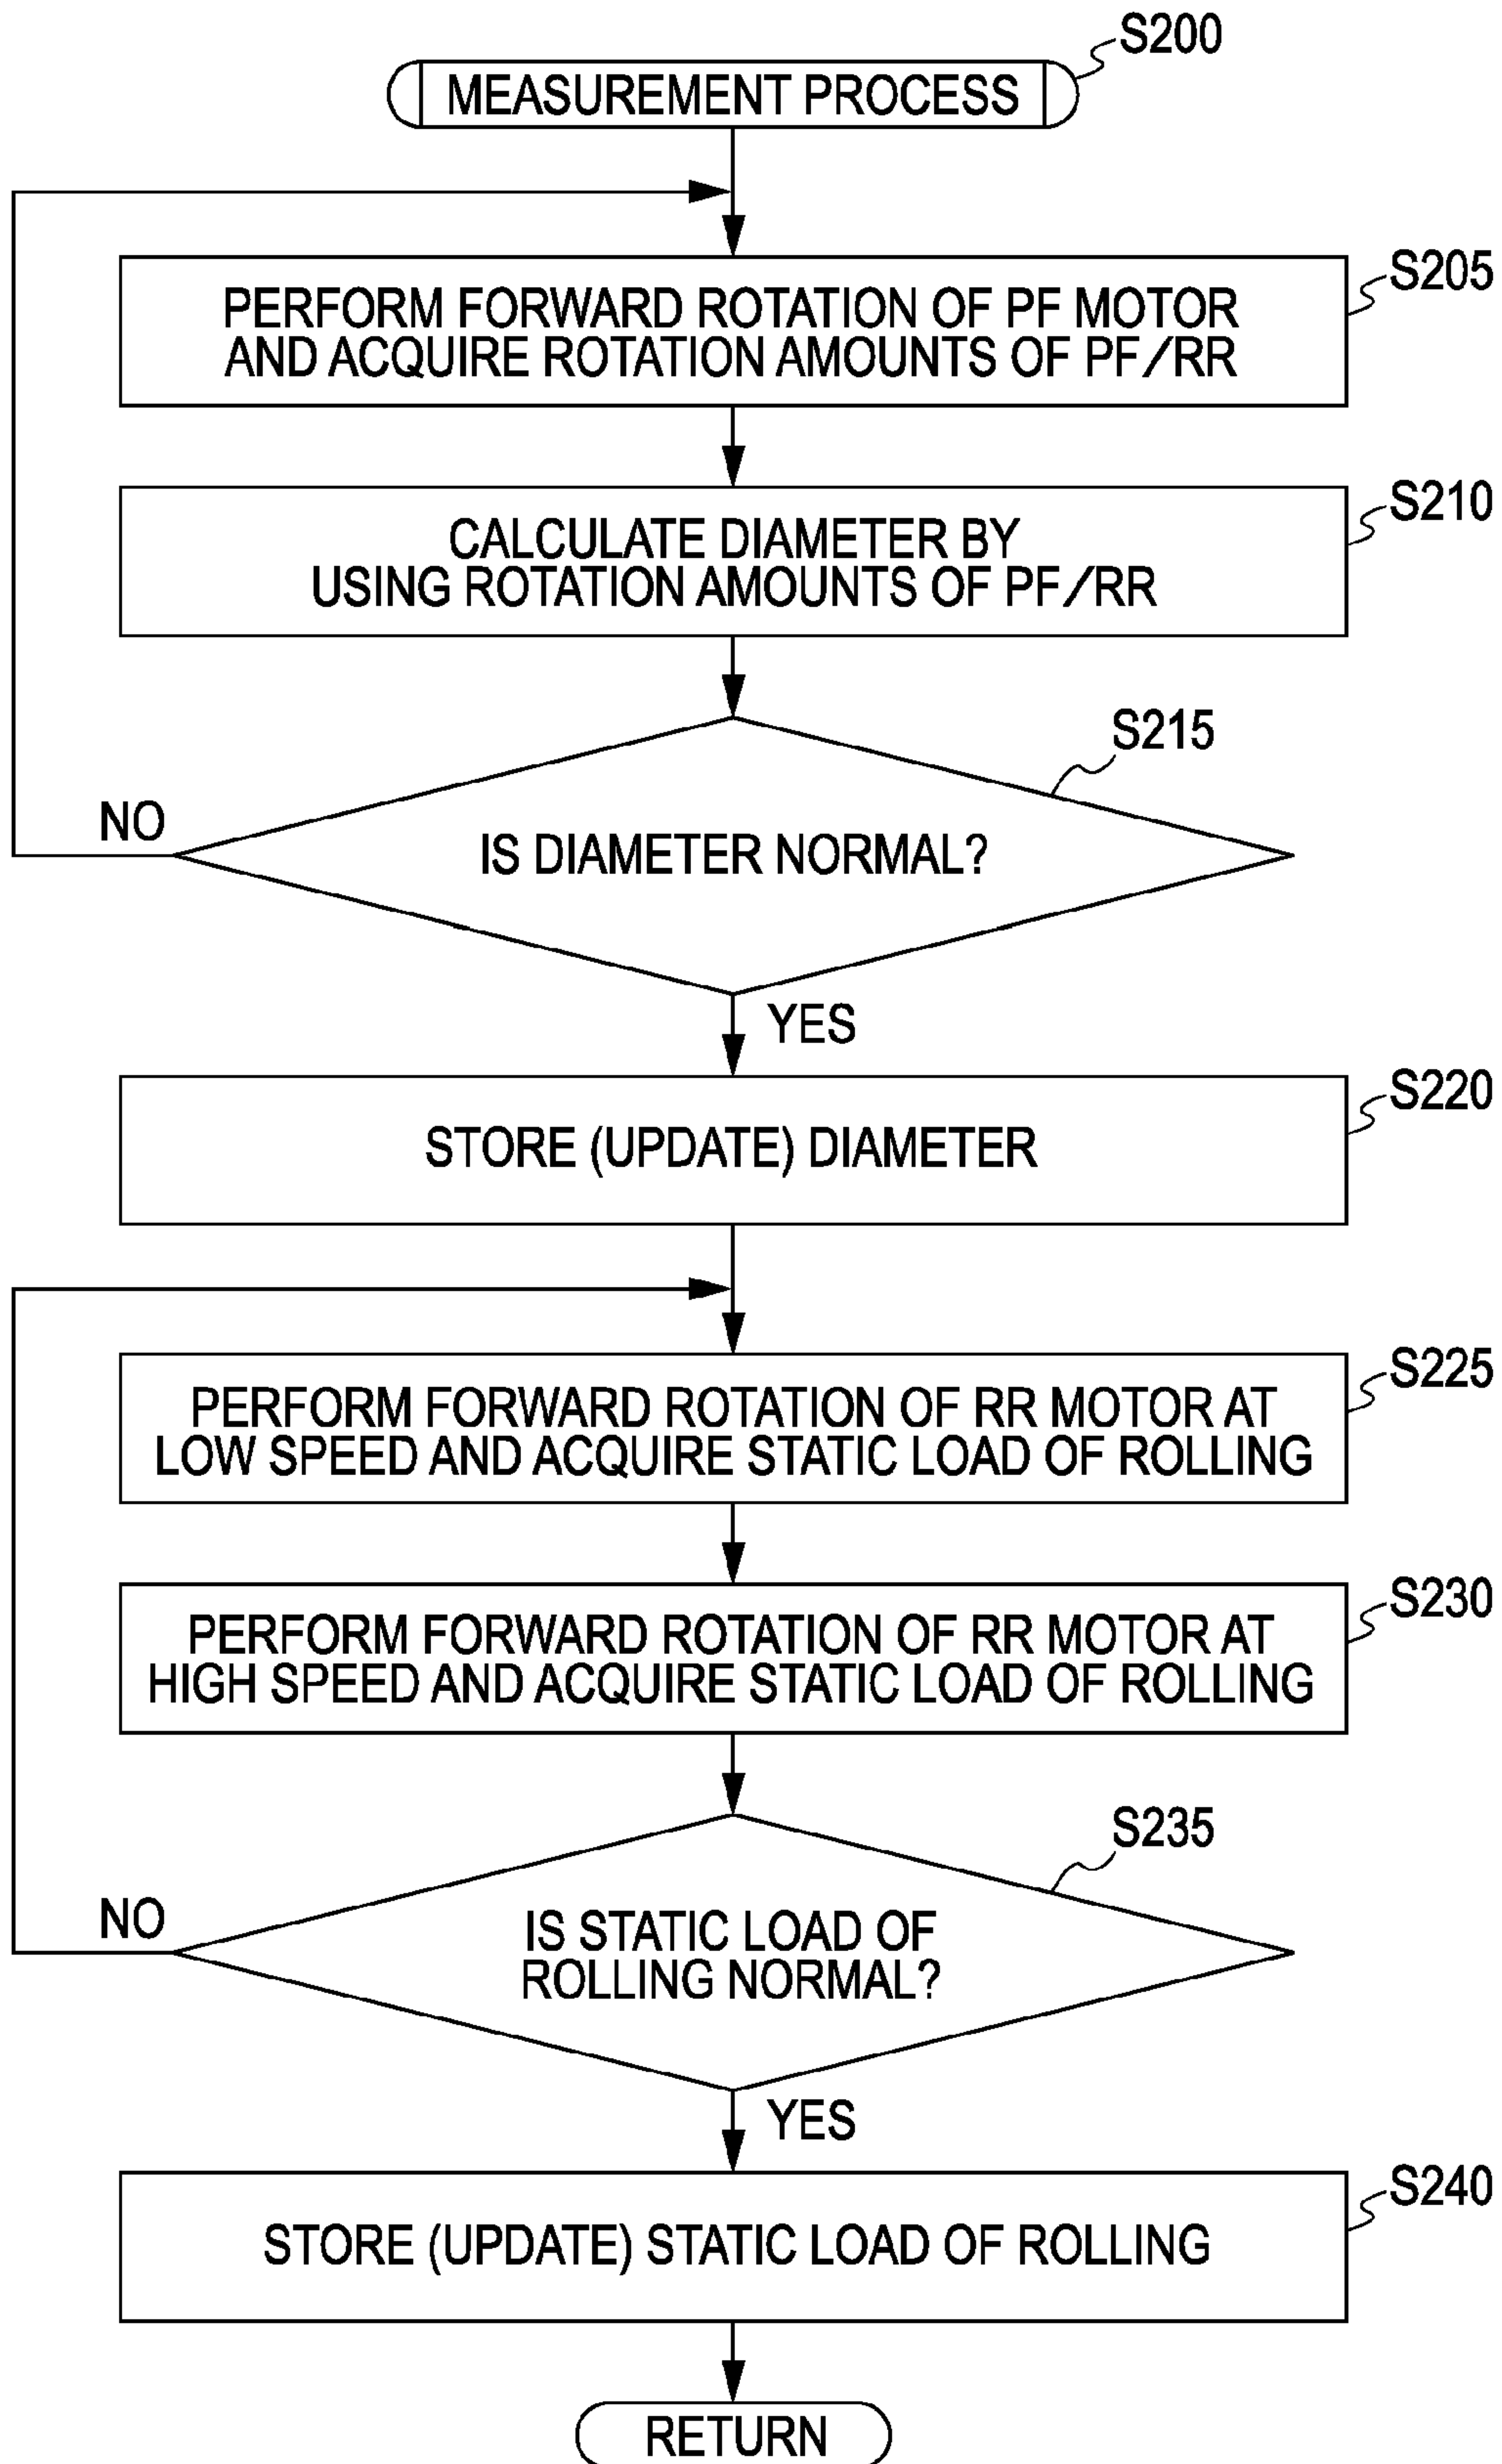 S200
MEASUREMENT PROCESS
S205
PERFORM FORWARD ROTATION OF PF MOTOR
AND ACQUIRE ROTATION AMOUNTS OF PF/RR
S210
CALCULATE DIAMETER BY
USING ROTATION AMOUNTS OF PF/RR
S215
NO
IS DIAMETER NORMAL?
YES
S220
STORE (UPDATE) DIAMETER
S225
PERFORM FORWARD ROTATION OF RR MOTOR AT
LOW SPEED AND ACQUIRE STATIC LOAD OF ROLLING
S230
PERFORM FORWARD ROTATION OF RR MOTOR AT
HIGH SPEED AND ACQUIRE STATIC LOAD OF ROLLING
S235
NO
IS STATIC LOAD OF
ROLLING NORMAL?
YES
S240
STORE (UPDATE) STATIC LOAD OF ROLLING
RETURN